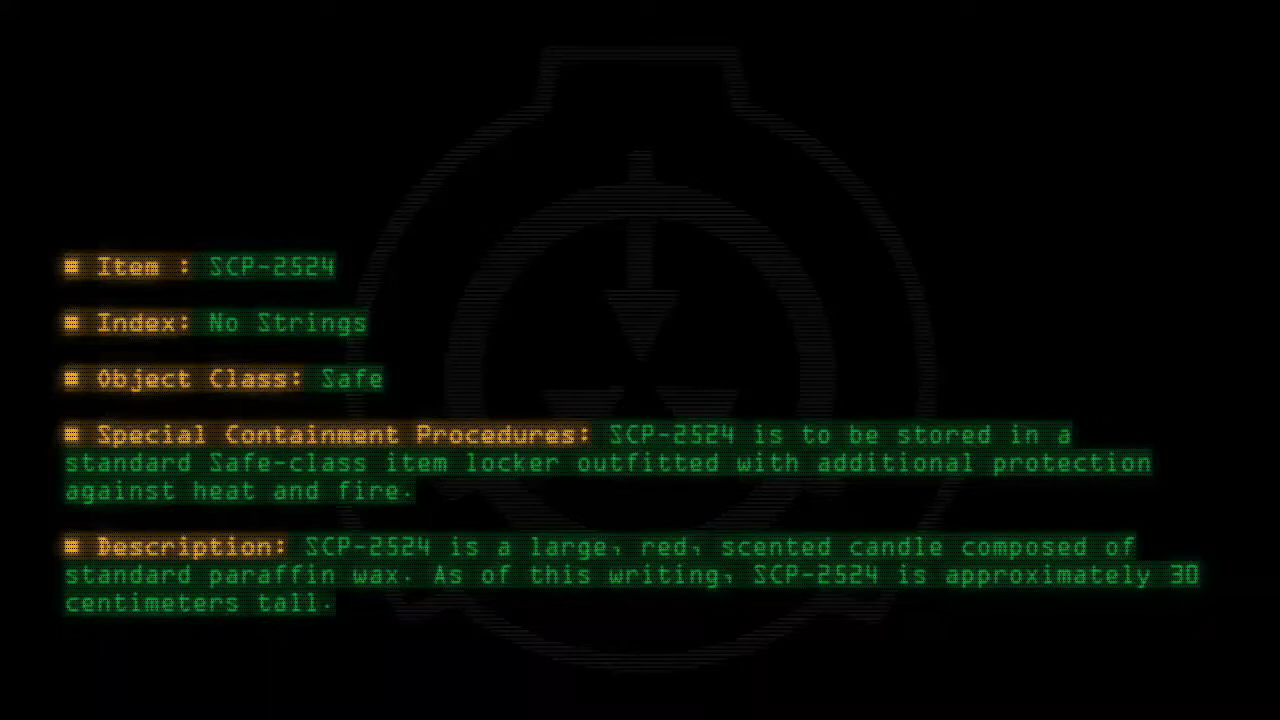 ■ Item : SCP-2524
■ Index: No Strings
■ Object Class: Safe
■ Special Containment Procedures: SCP-2524 is to be stored in a
standard Safe-class item locker outfitted with additional protection
against heat and fire.
■ Description: SCP-2524 is a large, red, scented candle composed of
standard paraffin wax. As of this writing, SCP-2524 is approximately 30
centimeters tall.